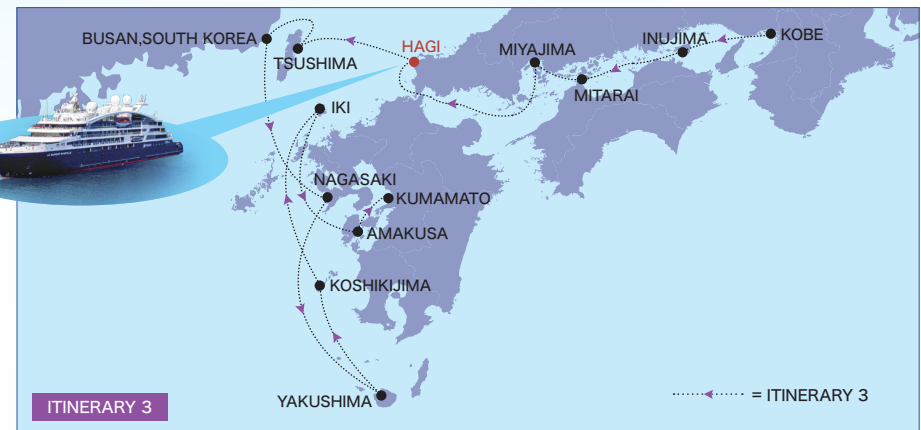 BUSAN,SOUTH KOREA
TSUSHIMA
HAGI
MIYAJIMA
INUJIMA
KOBE
MITARAI
IKI
NAGASAKI
KUMAMATO
AMAKUSA
KOSHIKIJIMA
YAKUSHIMA
ITINERARY 3
= ITINERARY 3